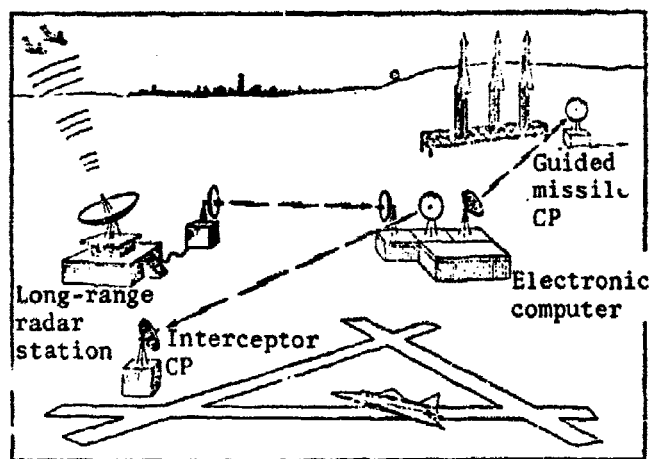 Guided
missile
CP
Electronic
computer
Long-range
radar
station
Interceptor
CP